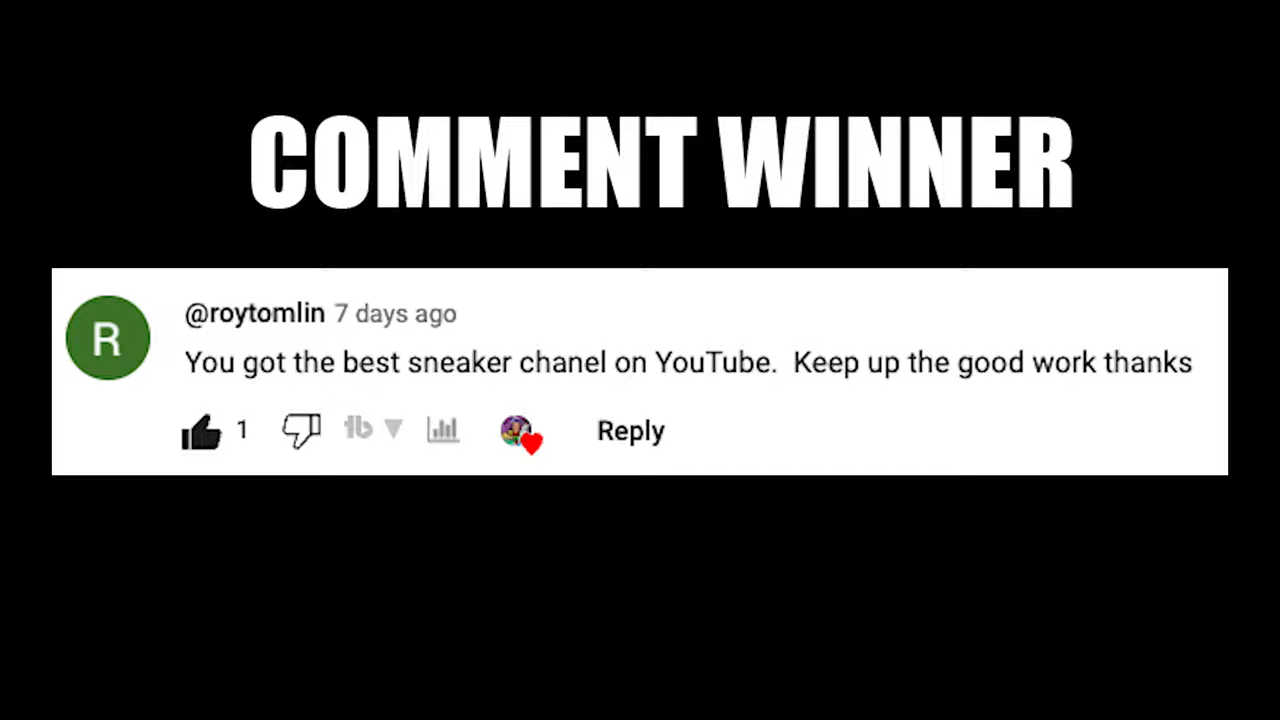 COMMENT WINNER
R
@roytomlin 7 days ago
You got the best sneaker chanel on YouTube.  Keep up the good work thanks
1 tb Reply